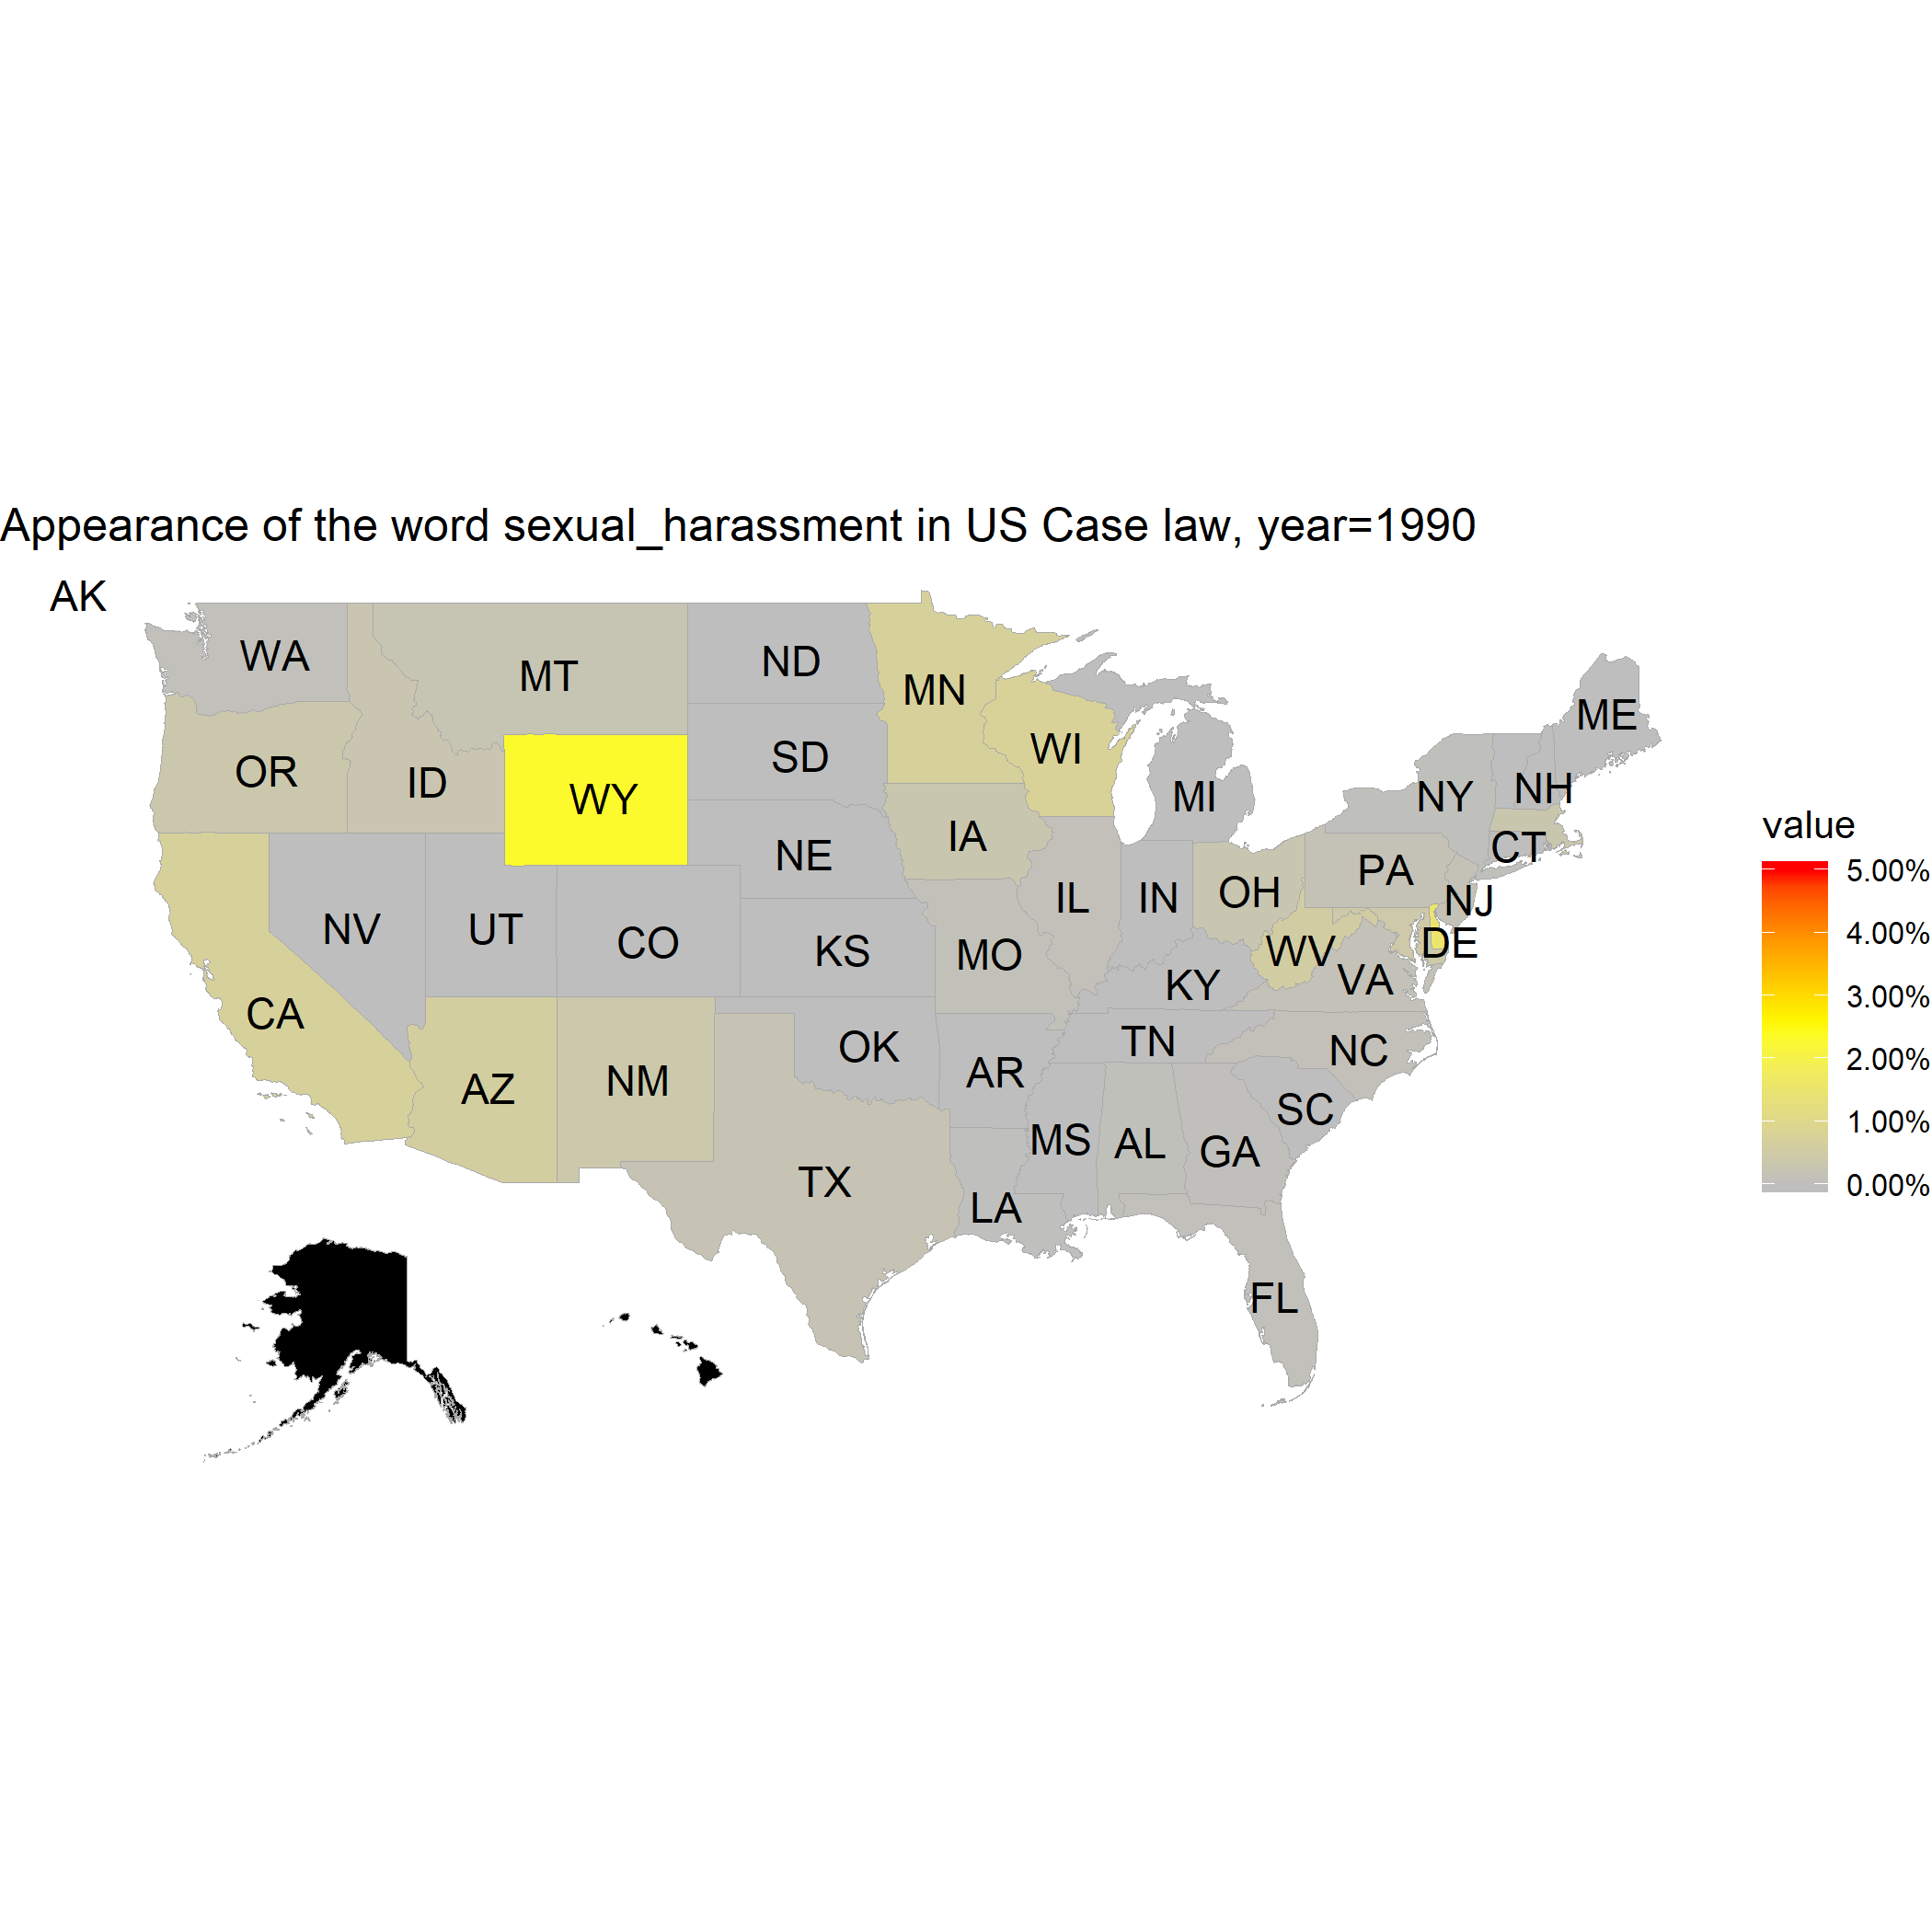 Appearance of the word sexual_harassment in US Case law, year=1990
AK
WA
MT
ND
MN
ME
OR
ID
WY
SD
WI
MI
NY
NH
IA
NE
CT
PA
NJ
NV
UT
CO
KS
MO
IL
IN
OH
WV
DE
VA
KY
CA
AZ
NM
OK
AR
TN
NC
SC
TX
LA
MS
AL
GA
FL
value
5.00%
4.00%
3.00%
2.00%
1.00%
0.00%